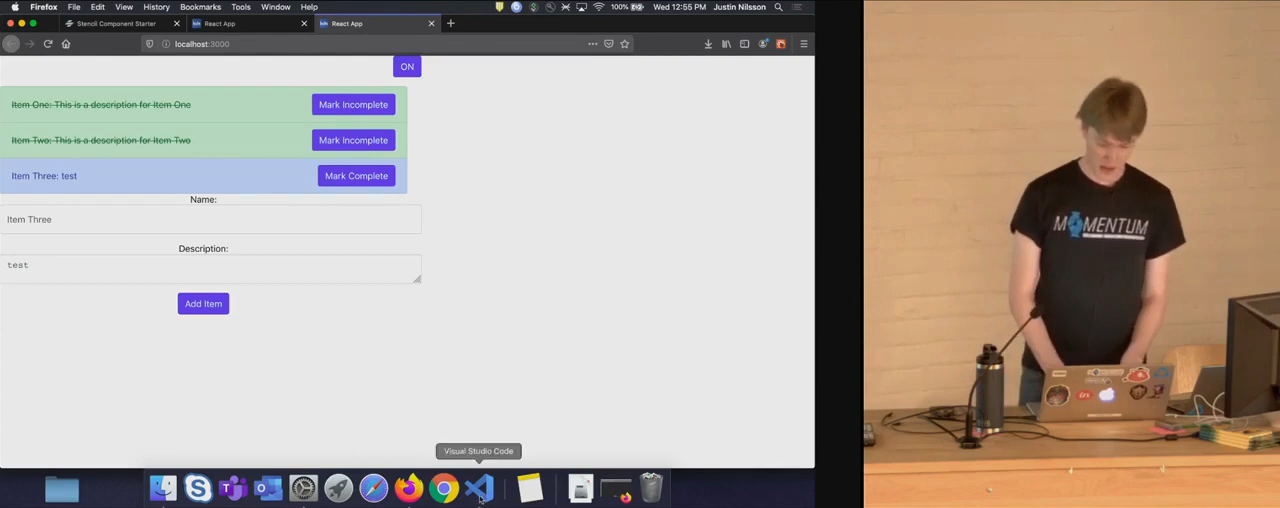 Firefox File Edit View History Bookmarks Tools Window Help
100% Wed 12:55 PM Justin Nilsson
Stencil Component Starter
React App
React App
localhost:3000
ON
Item One: This is a description for Item One
Mark Incomplete
Item Two: This is a description for Item Two
Mark Incomplete
Item Three: test
Mark Complete
Name:
Item Three
Description:
test
Add Item
Visual Studio Code
MOMENTUM